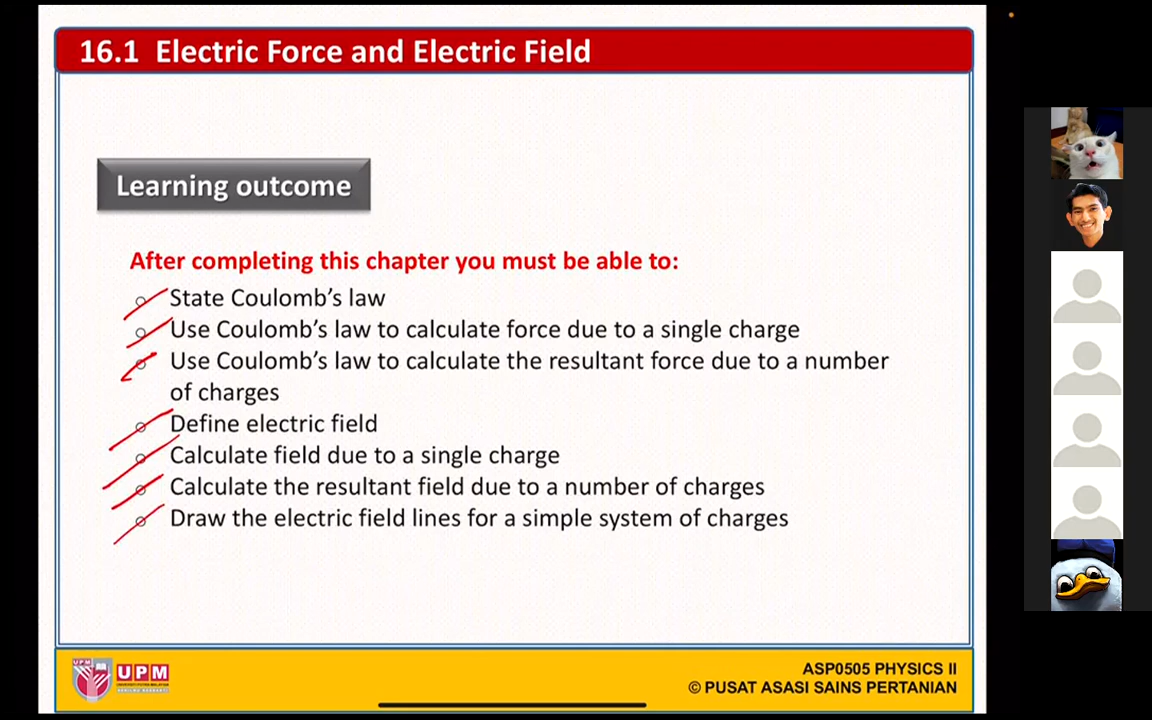 16.1 Electric Force and Electric Field
Learning outcome
After completing this chapter you must be able to:
State Coulomb's law
Use Coulomb's law to calculate force due to a single charge
Use Coulomb's law to calculate the resultant force due to a number
of charges
Define electric field
Calculate field due to a single charge
Calculate the resultant field due to a number of charges
Draw the electric field lines for a simple system of charges
UPM
UPM
ASP0505 PHYSICS II
© PUSAT ASASI SAINS PERTANIAN